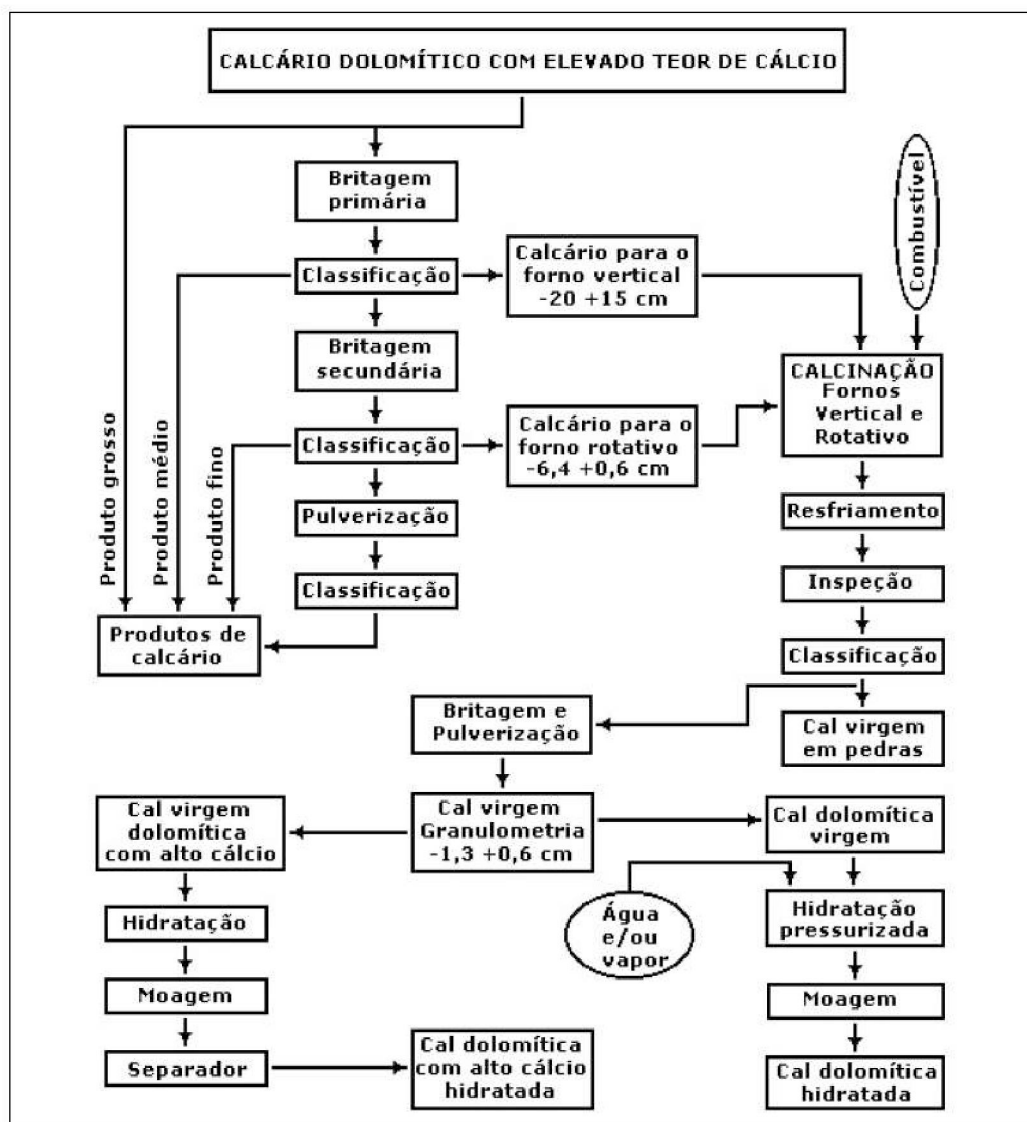 CALCÁRIO DOLOMÍTICO COM ELEVADO TEOR DE CÁLCIO
Britagem
primária
Combustível
Classificação
Calcário para o
forno vertical
-20 +15 cm
Britagem
secundária
CALCINAÇÃO
Fornos
Vertical e
Rotativo
Produto grosso
Produto médio
Produto fino
Classificação
Calcário para o
forno rotativo
-6,4 +0,6 cm
Pulverização
Resfriamento
Classificação
Inspeção
Produtos de
calcário
Classificação
Britagem e
Pulverização
Cal virgem
em pedras
Cal virgem
dolomítica
com alto cálcio
Cal virgem
Granulometria
-1,3 +0,6 cm
Cal dolomítica
virgem
Hidratação
Água
e/ou
vapor
Hidratação
pressurizada
Moagem
Moagem
Separador
Cal dolomítica
com alto cálcio
hidratada
Cal dolomítica
hidratada